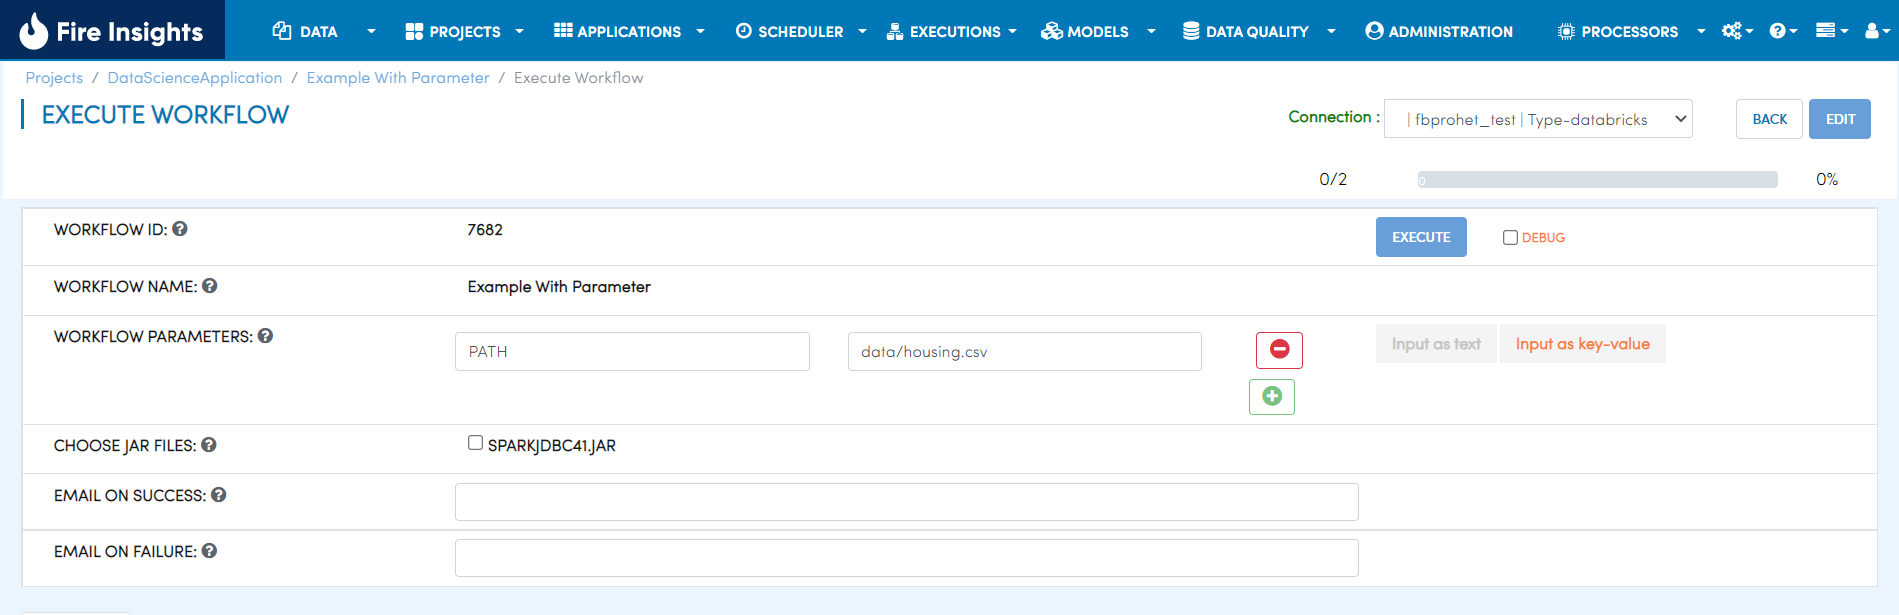 Fire Insights DATA PROJECTS APPLICATIONS SCHEDULER EXECUTIONS MODELS DATA QUALITY ADMINISTRATION PROCESSORS
Projects / DataScienceApplication / Example With Parameter / Execute Workflow
EXECUTE WORKFLOW Connection : | fbprohet_test | Type-databricks BACK EDIT
0/2 0 0%
WORKFLOW ID: 7682 EXECUTE DEBUG
WORKFLOW NAME: Example With Parameter
WORKFLOW PARAMETERS: PATH data/housing.csv Input as text Input as key-value
CHOOSE JAR FILES: SPARKJDBC41.JAR
EMAIL ON SUCCESS:
EMAIL ON FAILURE: